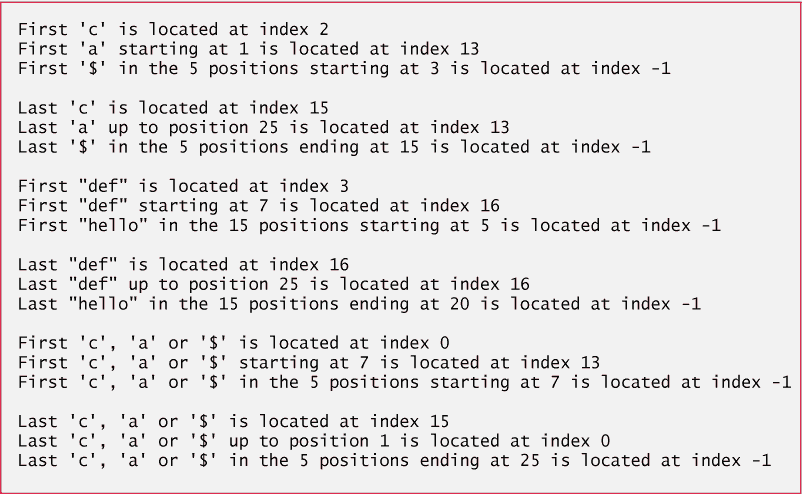 First 'c' is located at index 2
First 'a' starting at 1 is located at index 13
First '$' in the 5 positions starting at 3 is located at index -1
Last 'c' is located at index 15
Last 'a' up to position 25 is located at index 13
Last '$' in the 5 positions ending at 15 is located at index -1
First "def" is located at index 3
First "def" starting at 7 is located at index 16
First "hello" in the 15 positions starting at 5 is located at index -1
Last "def" is located at index 16
Last "def" up to position 25 is located at index 16
Last "hello" in the 15 positions ending at 20 is located at index -1
First 'c', 'a' or '$' is located at index 0
First 'c', 'a' or '$' starting at 7 is located at index 13
First 'c', 'a' or '$' in the 5 positions starting at 7 is located at index -1
Last 'c', 'a' or '$' is located at index 15
Last 'c', 'a' or '$' up to position 1 is located at index 0
Last 'c', 'a' or '$' in the 5 positions ending at 25 is located at index -1